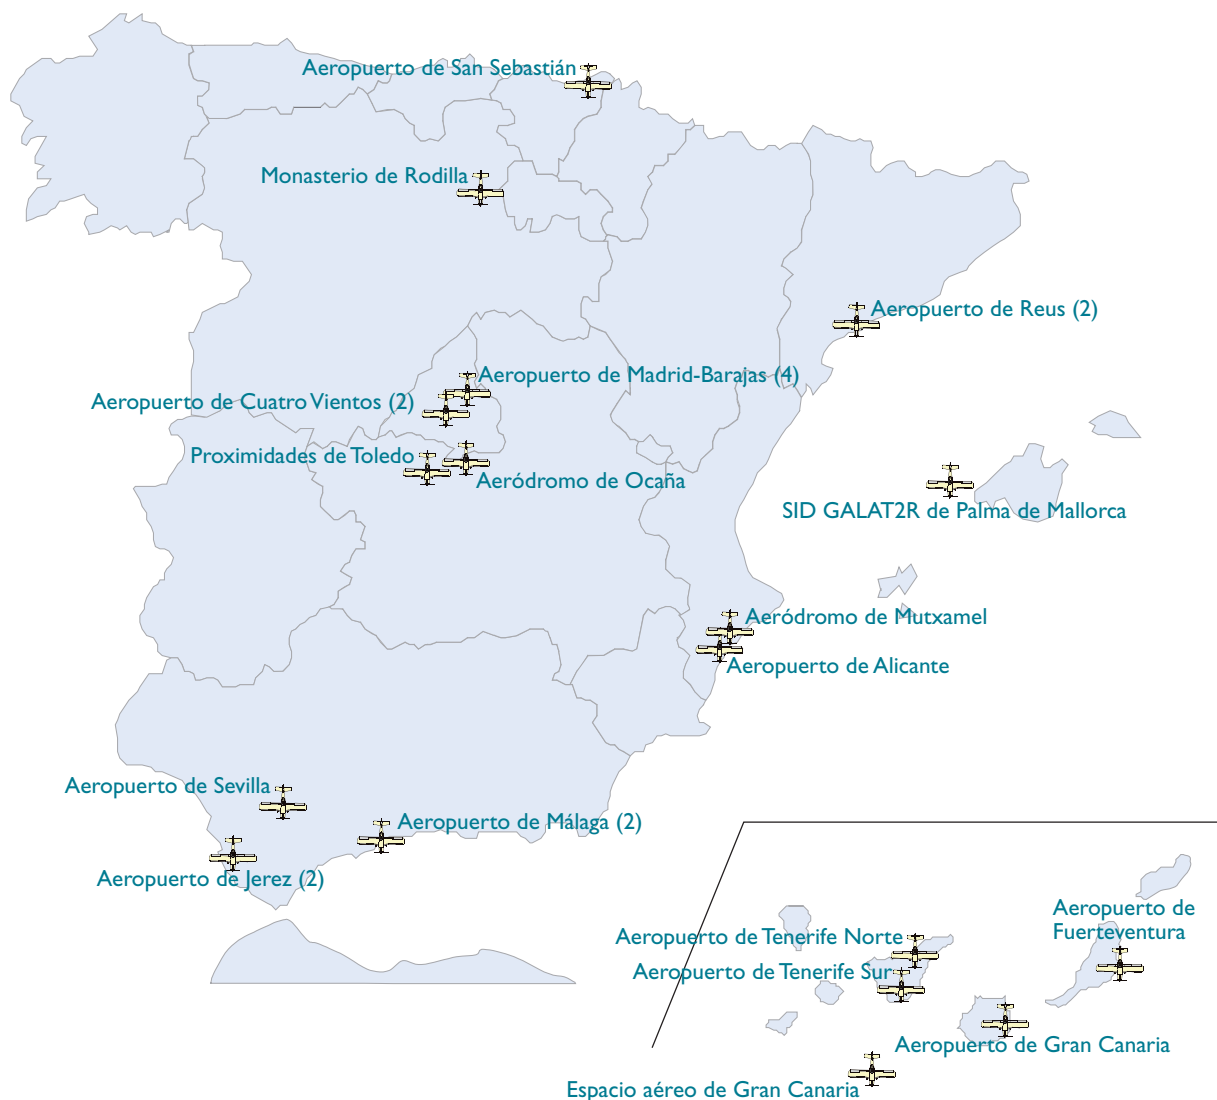 Aeropuerto de San Sebastián
Monasterio de Rodilla
Aeropuerto de Reus (2)
Aeropuerto de Madrid-Barajas (4)
Aeropuerto de Cuatro Vientos (2)
Proximidades de Toledo
Aeródromo de Ocaña
SID GALAT2R de Palma de Mallorca
Aeródromo de Mutxamel
Aeropuerto de Alicante
Aeropuerto de Sevilla
Aeropuerto de Málaga (2)
Aeropuerto de Jerez (2)
Aeropuerto de
Fuerteventura
Aeropuerto de Tenerife Norte
Aeropuerto de Tenerife Sur
Aeropuerto de Gran Canaria
Espacio aéreo de Gran Canaria